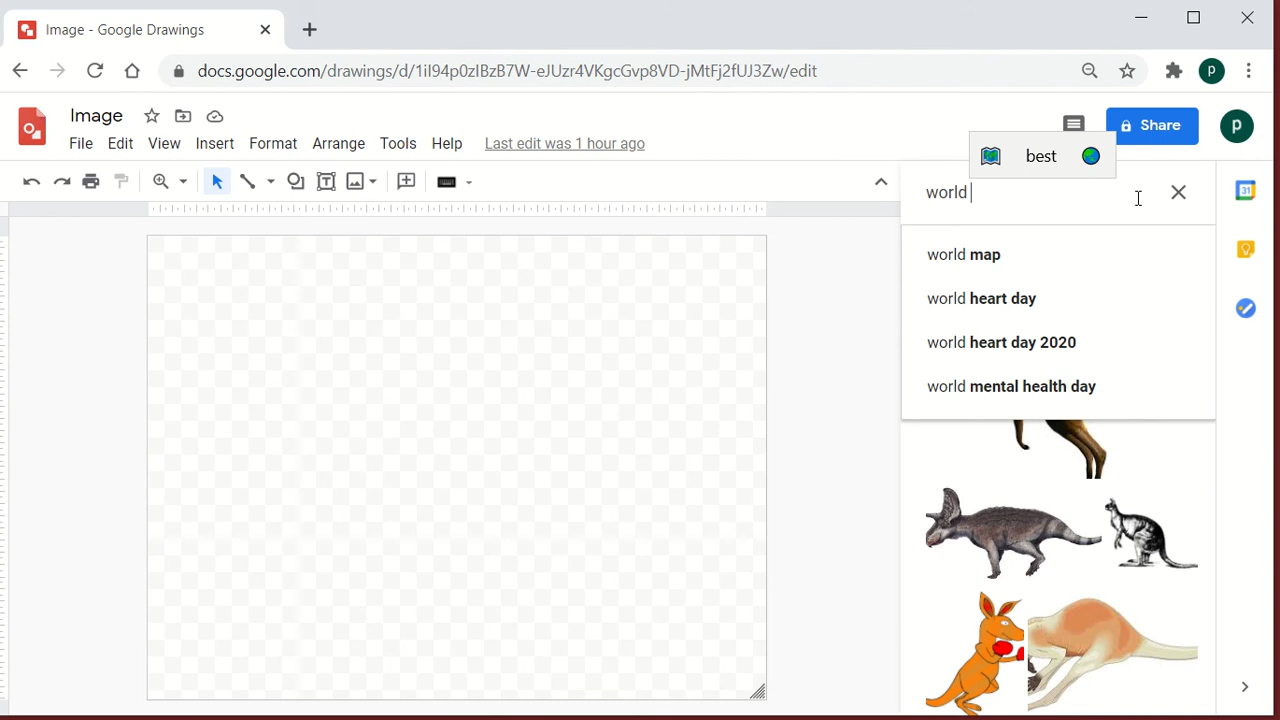 Image - Google Drawings
docs.google.com/drawings/d/1iI94p0zIBzB7W-eJUzr4VKgcGvp8VD-jMtFj2fUJ3Zw/edit
P
Image
Share
P
File Edit View Insert Format Arrange Tools Help Last edit was 1 hour ago
best
world
31
world map
world heart day
world heart day 2020
world mental health day